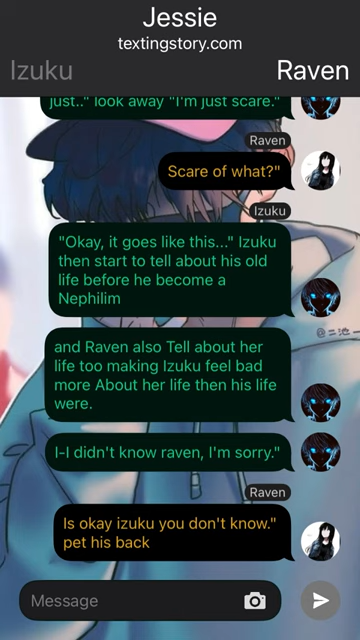 Jessie
textingstory.com
Izuku Raven
just.." look away "I'm just scare."
Raven
Scare of what?"
Izuku
"Okay, it goes like this..." Izuku
then start to tell about his old
life before he become a
Nephilim
and Raven also Tell about her
life too making Izuku feel bad
more About her life then his life
were.
I-I didn't know raven, I'm sorry."
Raven
Is okay izuku you don't know."
pet his back
Message